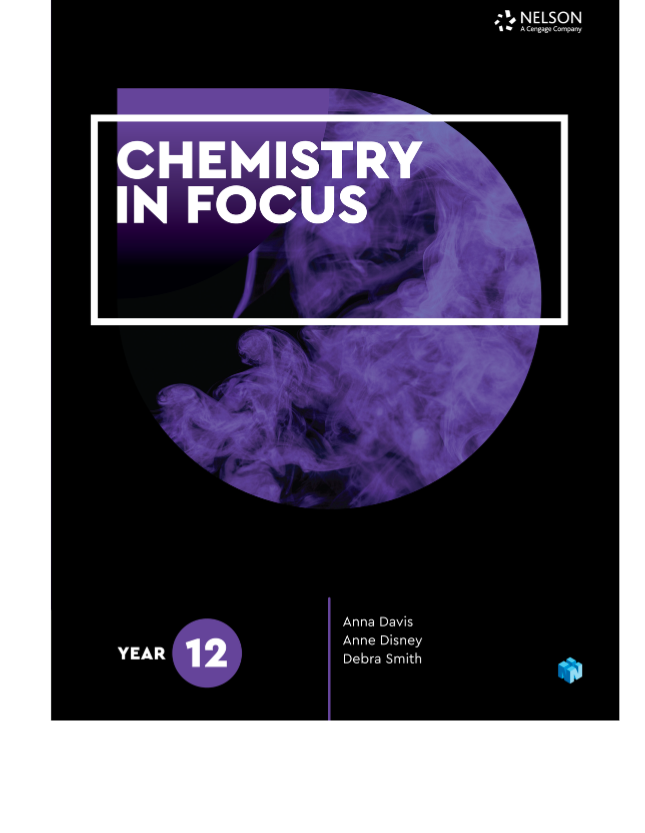 NELSON
A Cengage Company
CHEMISTRY
IN FOCUS
YEAR 12
Anna Davis
Anne Disney
Debra Smith
N